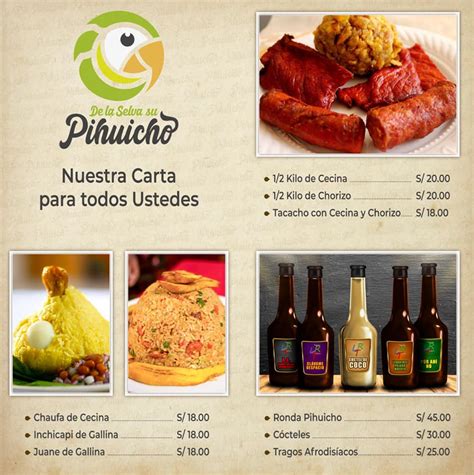 De la Selva su
Pihuicho
Nuestra Carta
para todos Ustedes
1/2 Kilo de Cecina S/ 20.00
1/2 Kilo de Chorizo S/ 20.00
Tacacho con Cecina y Chorizo S/ 18.00
Chaufa de Cecina S/ 18.00
Inchicapi de Gallina S/ 18.00
Juane de Gallina S/ 18.00
COCO
Ronda Pihuicho S/ 45.00
Cócteles S/ 30.00
Tragos Afrodisíacos S/ 25.00